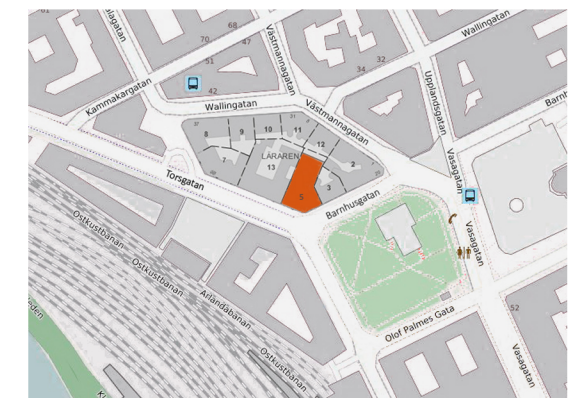 68
70
47
51
42
32
34
Västmannagatan
Wallingatan
Kammakargatan
Wallingatan
Västmannagatan
Upplandsgatan
8
9
10
11
12
LÄRAREN
13
2
3
5
Torsgatan
Barnhusgatan
Vasagatan
Vasagatan
Ostkustbanan
Ostkustbanan
Arlandabanan
Ostkustbanan
Olof Palmes Gata
52
Vasagatan